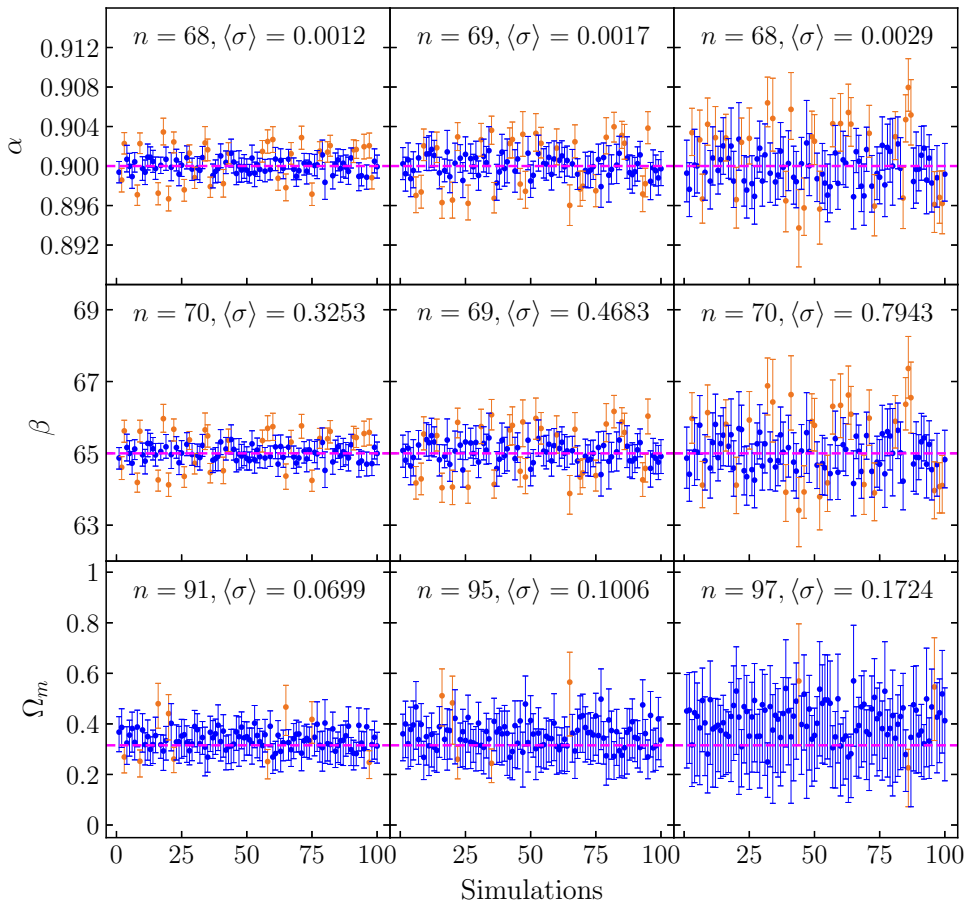 n = 68, ⟨σ⟩ = 0.0012
n = 69, ⟨σ⟩ = 0.0017
n = 68, ⟨σ⟩ = 0.0029
0.912
0.908
0.904
0.900
0.896
0.892
α
n = 70, ⟨σ⟩ = 0.3253
n = 69, ⟨σ⟩ = 0.4683
n = 70, ⟨σ⟩ = 0.7943
69
67
65
63
β
n = 91, ⟨σ⟩ = 0.0699
n = 95, ⟨σ⟩ = 0.1006
n = 97, ⟨σ⟩ = 0.1724
1
0.8
0.6
0.4
0.2
0
Ωₘ
0 25 50 75 100
25 50 75 100
25 50 75 100
Simulations